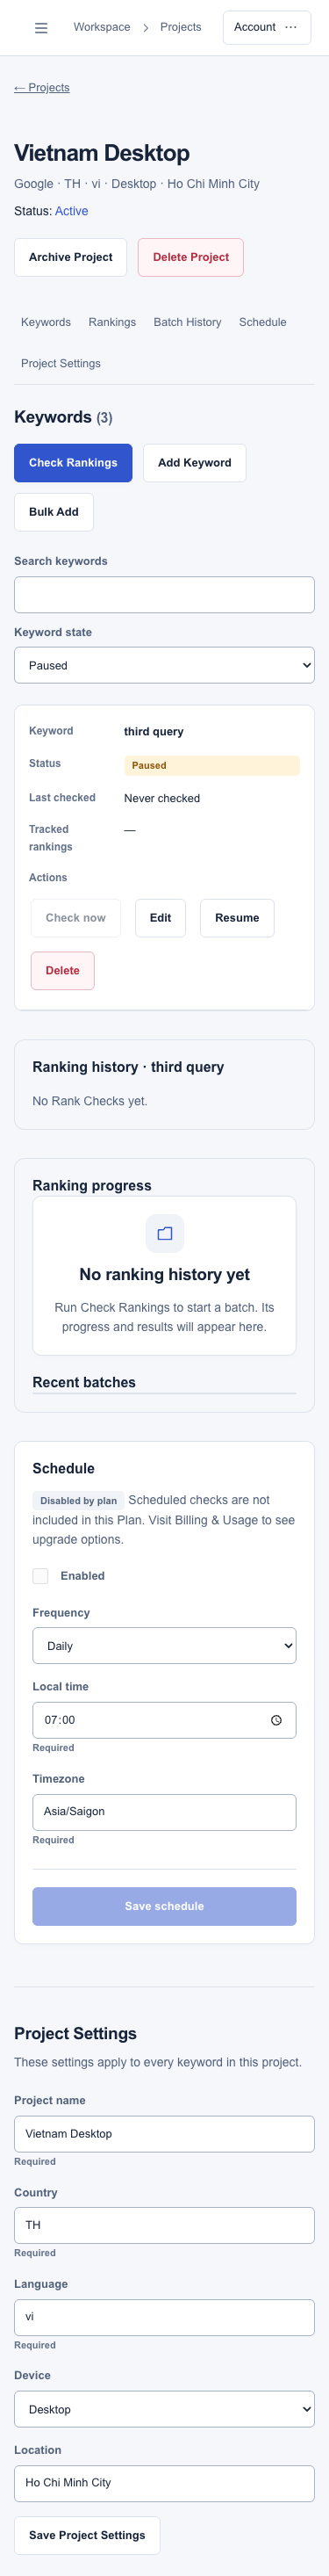 Workspace > Projects Account ···
← Projects
Vietnam Desktop
Google · TH · vi · Desktop · Ho Chi Minh City
Status: Active
Archive Project Delete Project
Keywords Rankings Batch History Schedule
Project Settings
Keywords (3)
Check Rankings Add Keyword
Bulk Add
Search keywords
Keyword state
Paused
Keyword third query
Status Paused
Last checked Never checked
Tracked —
rankings
Actions
Check now Edit Resume
Delete
Ranking history · third query
No Rank Checks yet.
Ranking progress
No ranking history yet
Run Check Rankings to start a batch. Its
progress and results will appear here.
Recent batches
Schedule
Disabled by plan Scheduled checks are not
included in this Plan. Visit Billing & Usage to see
upgrade options.
Enabled
Frequency
Daily
Local time
07:00
Required
Timezone
Asia/Saigon
Required
Save schedule
Project Settings
These settings apply to every keyword in this project.
Project name
Vietnam Desktop
Required
Country
TH
Required
Language
vi
Required
Device
Desktop
Location
Ho Chi Minh City
Save Project Settings